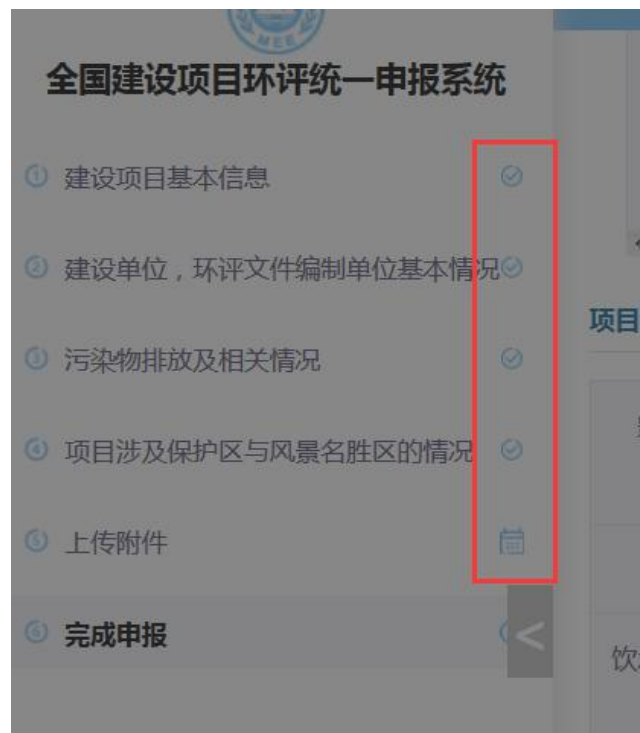 MEE
全国建设项目环评统一申报系统
① 建设项目基本信息
② 建设单位，环评文件编制单位基本情况
③ 污染物排放及相关情况
④ 项目涉及保护区与风景名胜区的情况
⑤ 上传附件
⑥ 完成申报
<
项目
饮